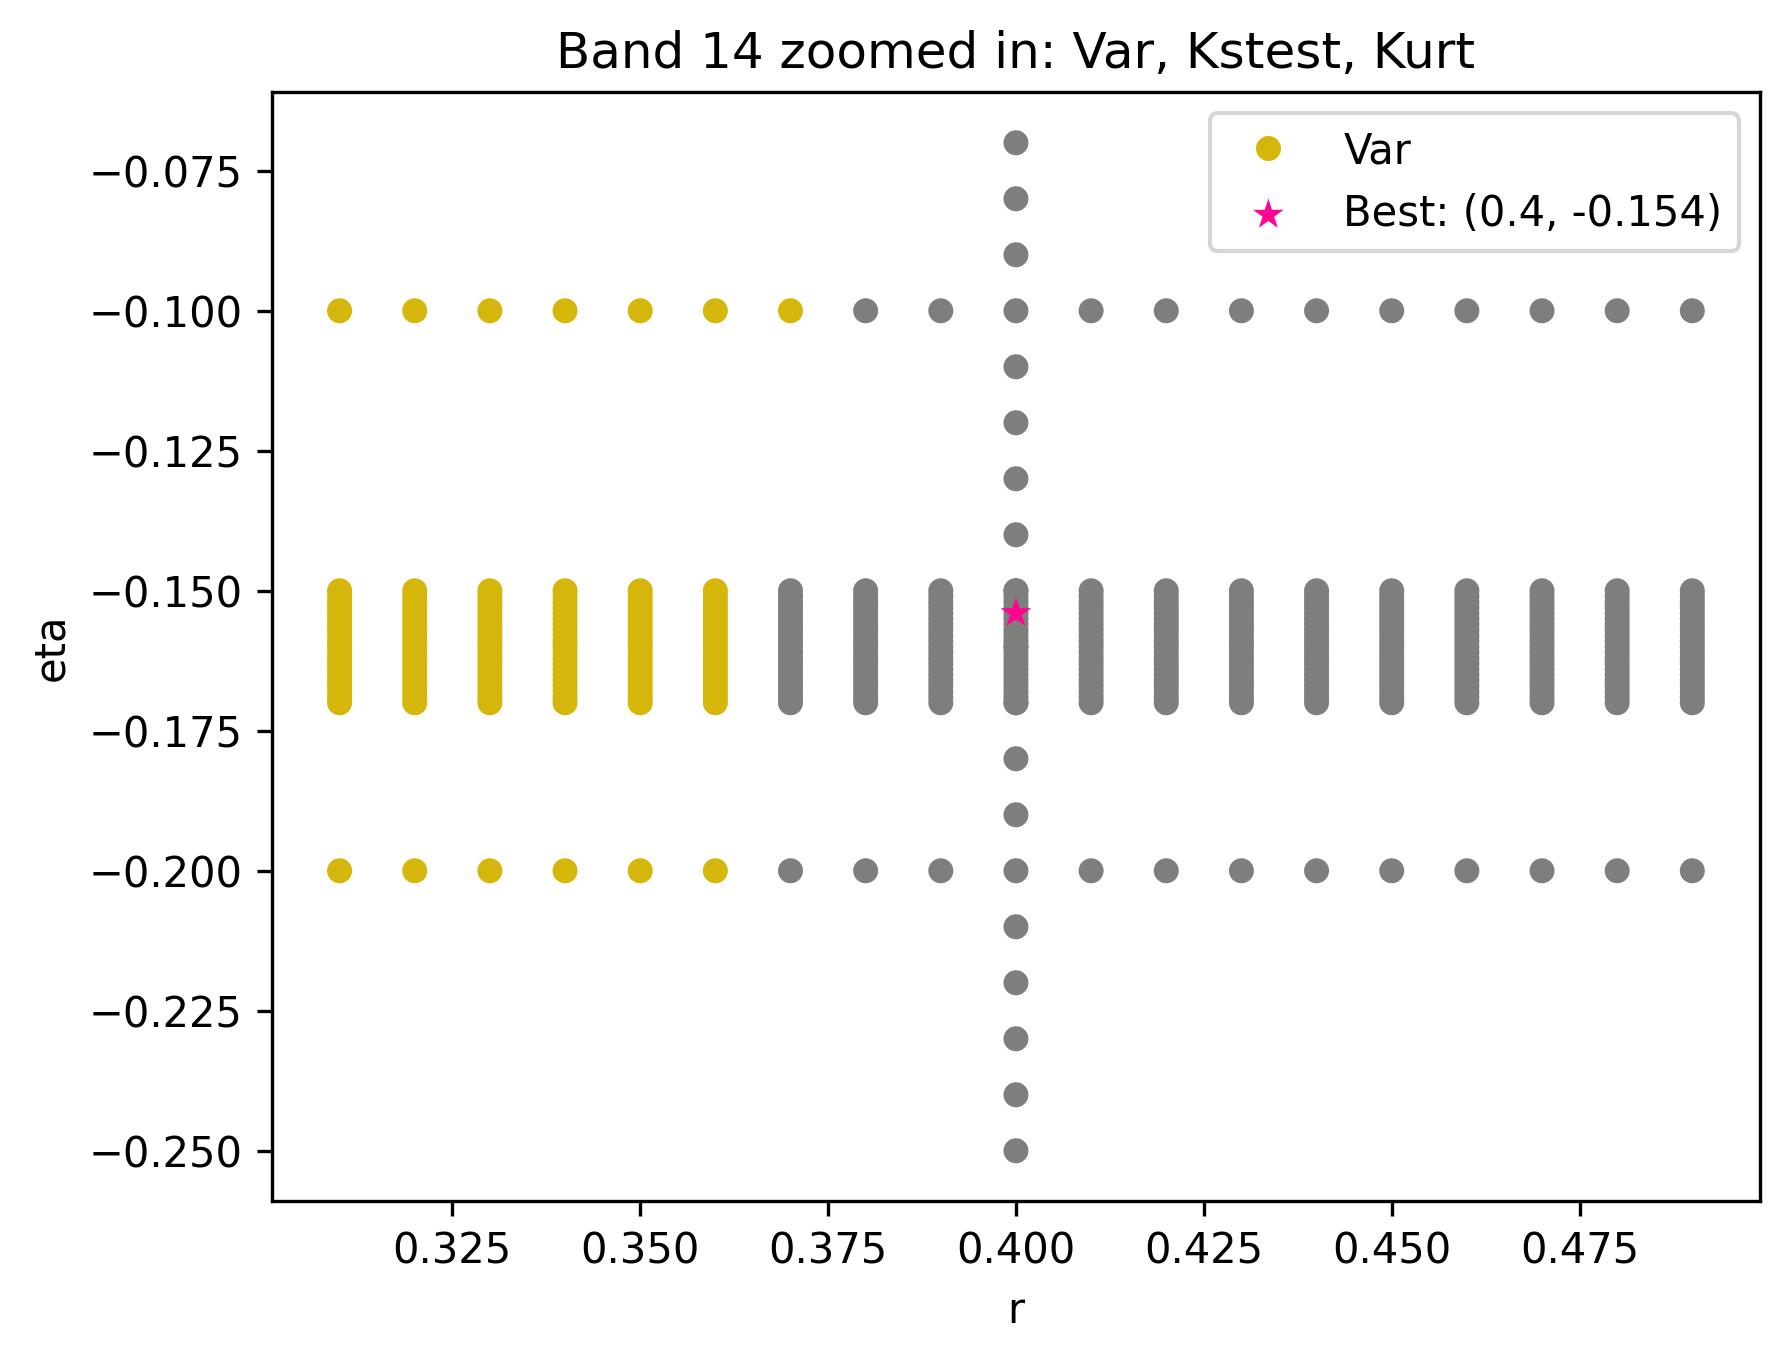 Band 14 zoomed in: Var, Kstest, Kurt
Var
Best: (0.4, -0.154)
eta
−0.075
−0.100
−0.125
−0.150
−0.175
−0.200
−0.225
−0.250
0.325 0.350 0.375 0.400 0.425 0.450 0.475
r